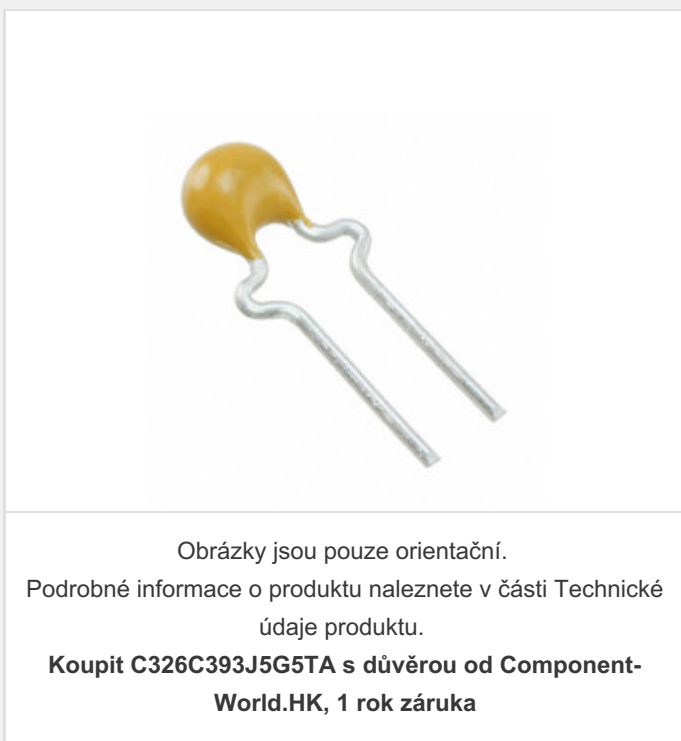 Obrázky jsou pouze orientační.
Podrobné informace o produktu naleznete v části Technické
údaje produktu.
Koupit C326C393J5G5TA s důvěrou od Component-
World.HK, 1 rok záruka